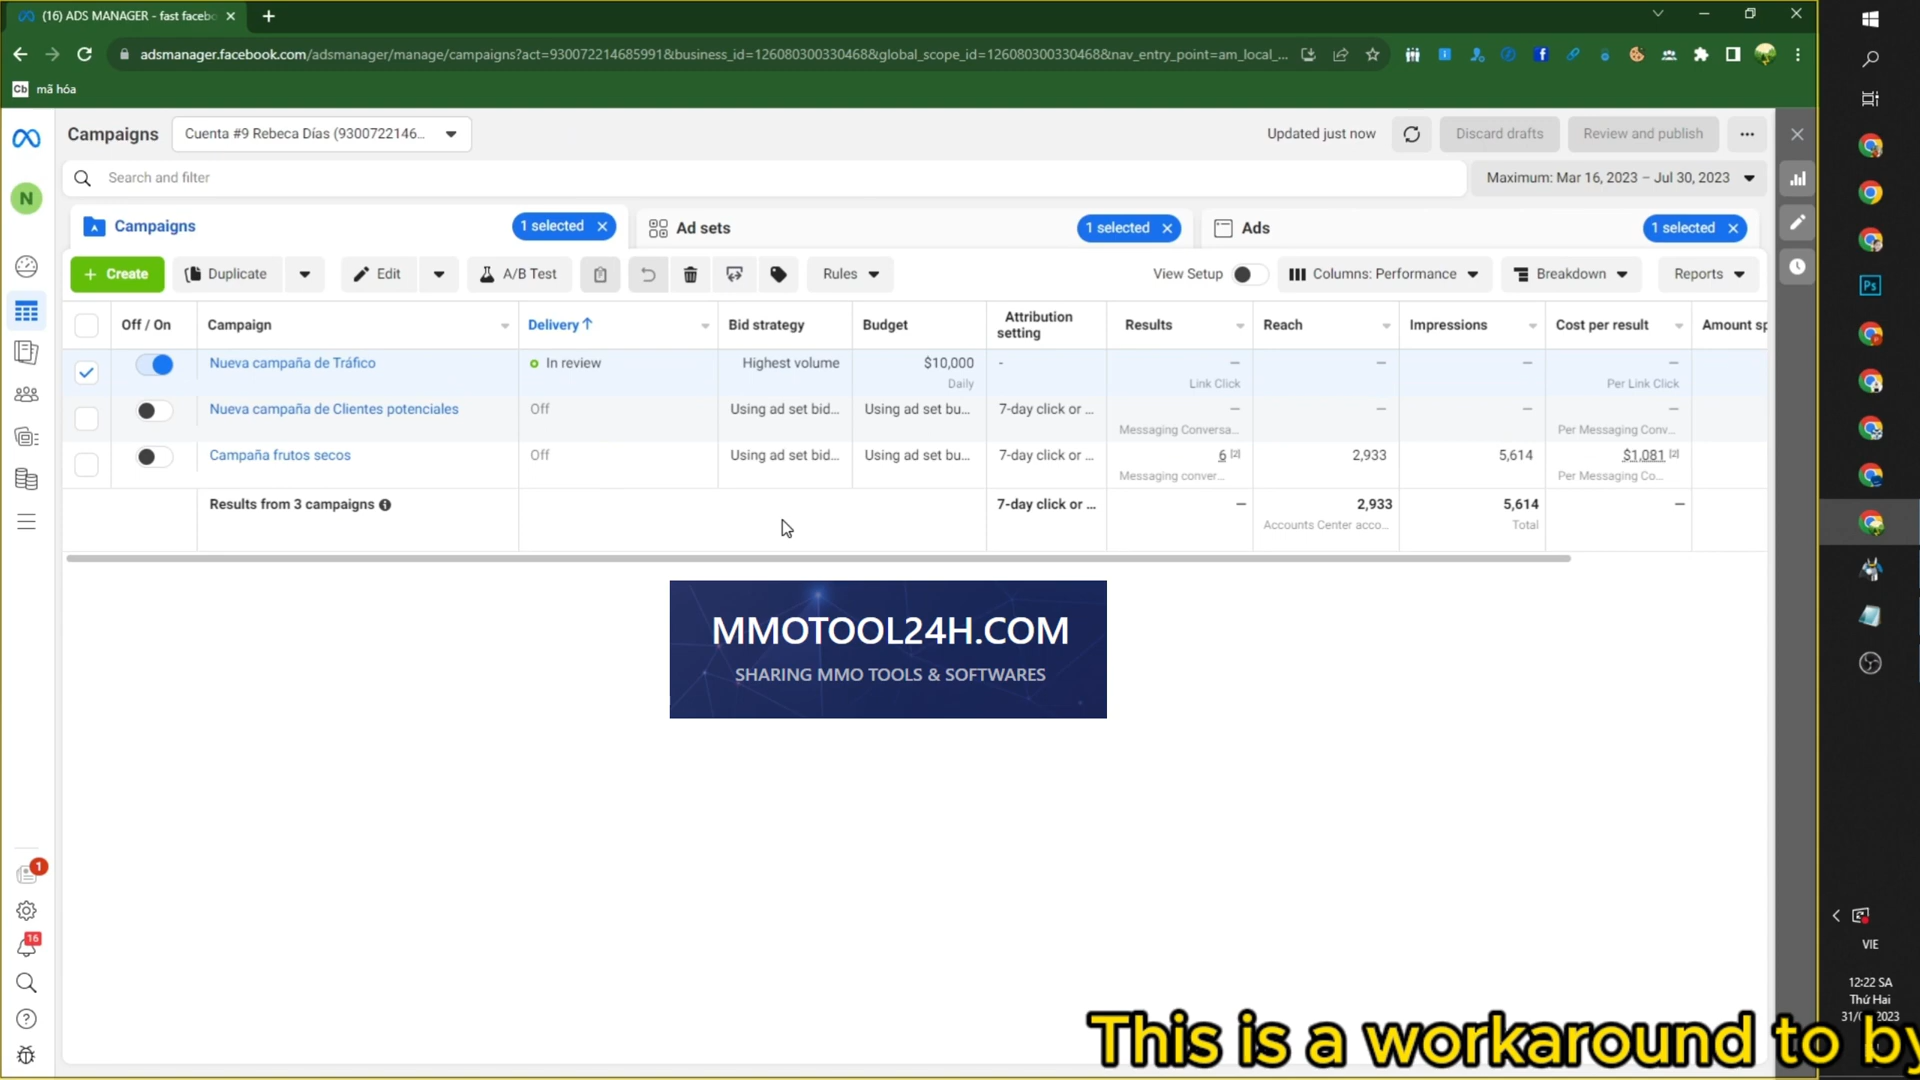 (16) ADS MANAGER - fast facebo
adsmanager.facebook.com/adsmanager/manage/campaigns?act=930072214685991&business_id=126080300330468&global_scope_id=126080300330468&nav_entry_point=am_local_...
Cb mã hóa
Campaigns
Cuenta #9 Rebeca Días (9300722146...
Updated just now
Discard drafts
Review and publish
N
Search and filter
Maximum: Mar 16, 2023 – Jul 30, 2023
Campaigns
1 selected
Ad sets
1 selected
Ads
1 selected
+ Create
Duplicate
Edit
A/B Test
Rules
View Setup
Columns: Performance
Breakdown
Reports
Off / On
Campaign
Delivery ↑
Bid strategy
Budget
Attribution
setting
Results
Reach
Impressions
Cost per result
Amount sp
Nueva campaña de Tráfico
In review
Highest volume
$10,000
Daily
-
—
Link Click
—
—
—
Per Link Click
Nueva campaña de Clientes potenciales
Off
Using ad set bid...
Using ad set bu...
7-day click or ...
—
Messaging Conversa...
—
—
—
Per Messaging Conv...
Campaña frutos secos
Off
Using ad set bid...
Using ad set bu...
7-day click or ...
6 [2]
Messaging conver...
2,933
5,614
$1,081 [2]
Per Messaging Co...
Results from 3 campaigns
7-day click or ...
—
2,933
Accounts Center acco...
5,614
Total
—
MMOTOOL24H.COM
SHARING MMO TOOLS & SOFTWARES
1
16
Ps
VIE
12:22 SA
Thứ Hai
This is a workaround to by